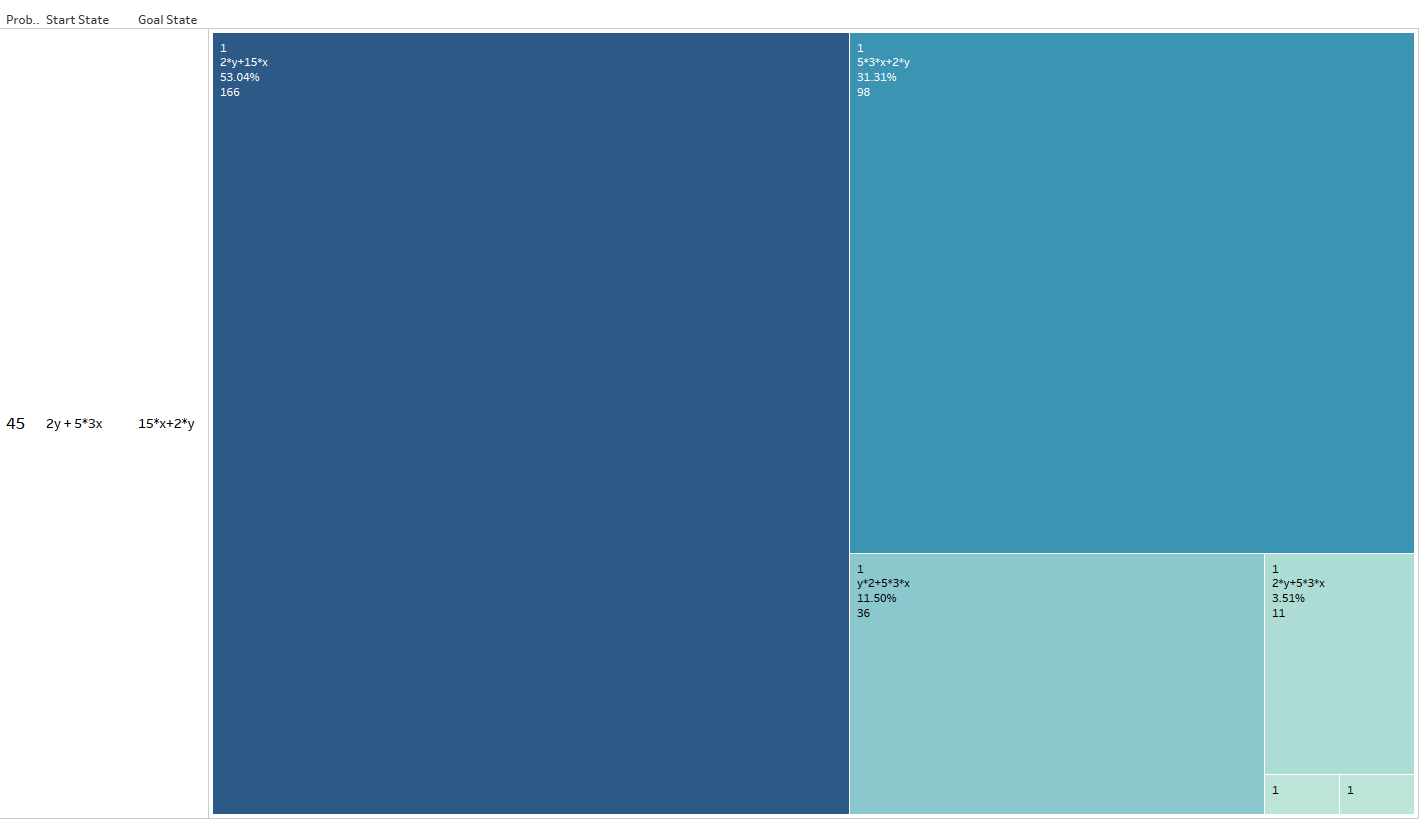 Prob.. Start State Goal State
45 2y + 5*3x 15*x+2*y
1
2*y+15*x
53.04%
166
1
5*3*x+2*y
31.31%
98
1
y*2+5*3*x
11.50%
36
1
2*y+5*3*x
3.51%
11
1
1